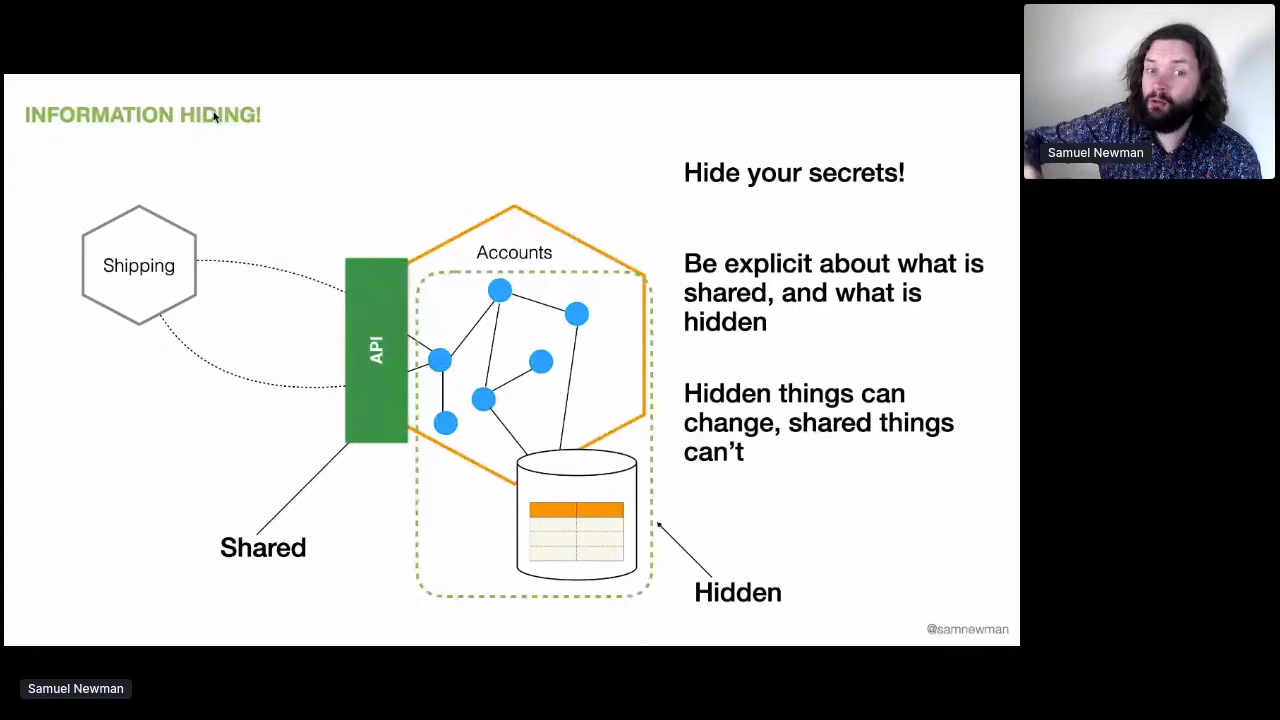 INFORMATION HIDING!
Samuel Newman
Hide your secrets!
Shipping
Accounts
Be explicit about what is
shared, and what is
hidden
API
Hidden things can
change, shared things
can't
Shared
Hidden
@samnewman
Samuel Newman